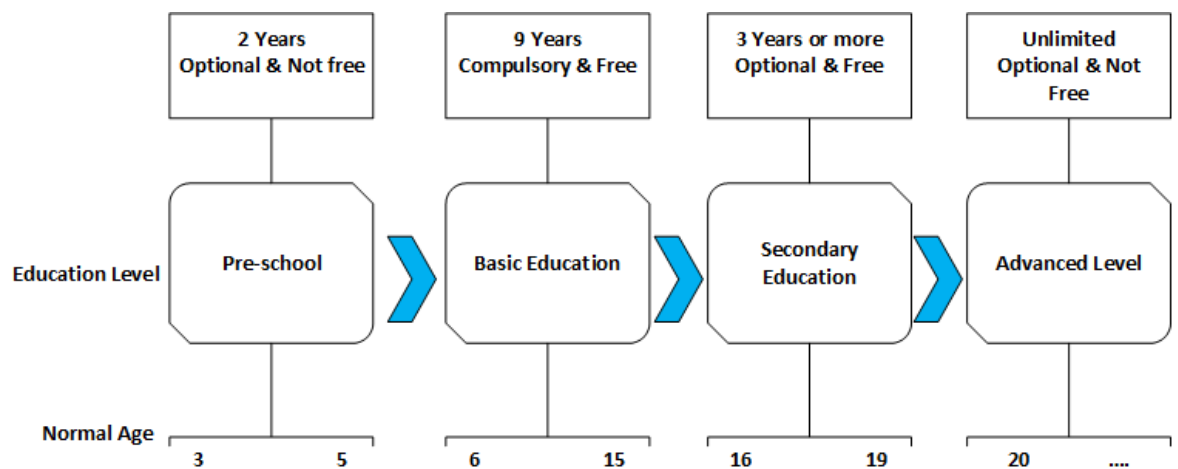 2 Years
Optional & Not free
9 Years
Compulsory & Free
3 Years or more
Optional & Free
Unlimited
Optional & Not
Free
Education Level
Pre-school
Basic Education
Secondary
Education
Advanced Level
Normal Age
3 5 6 15 16 19 20 ....